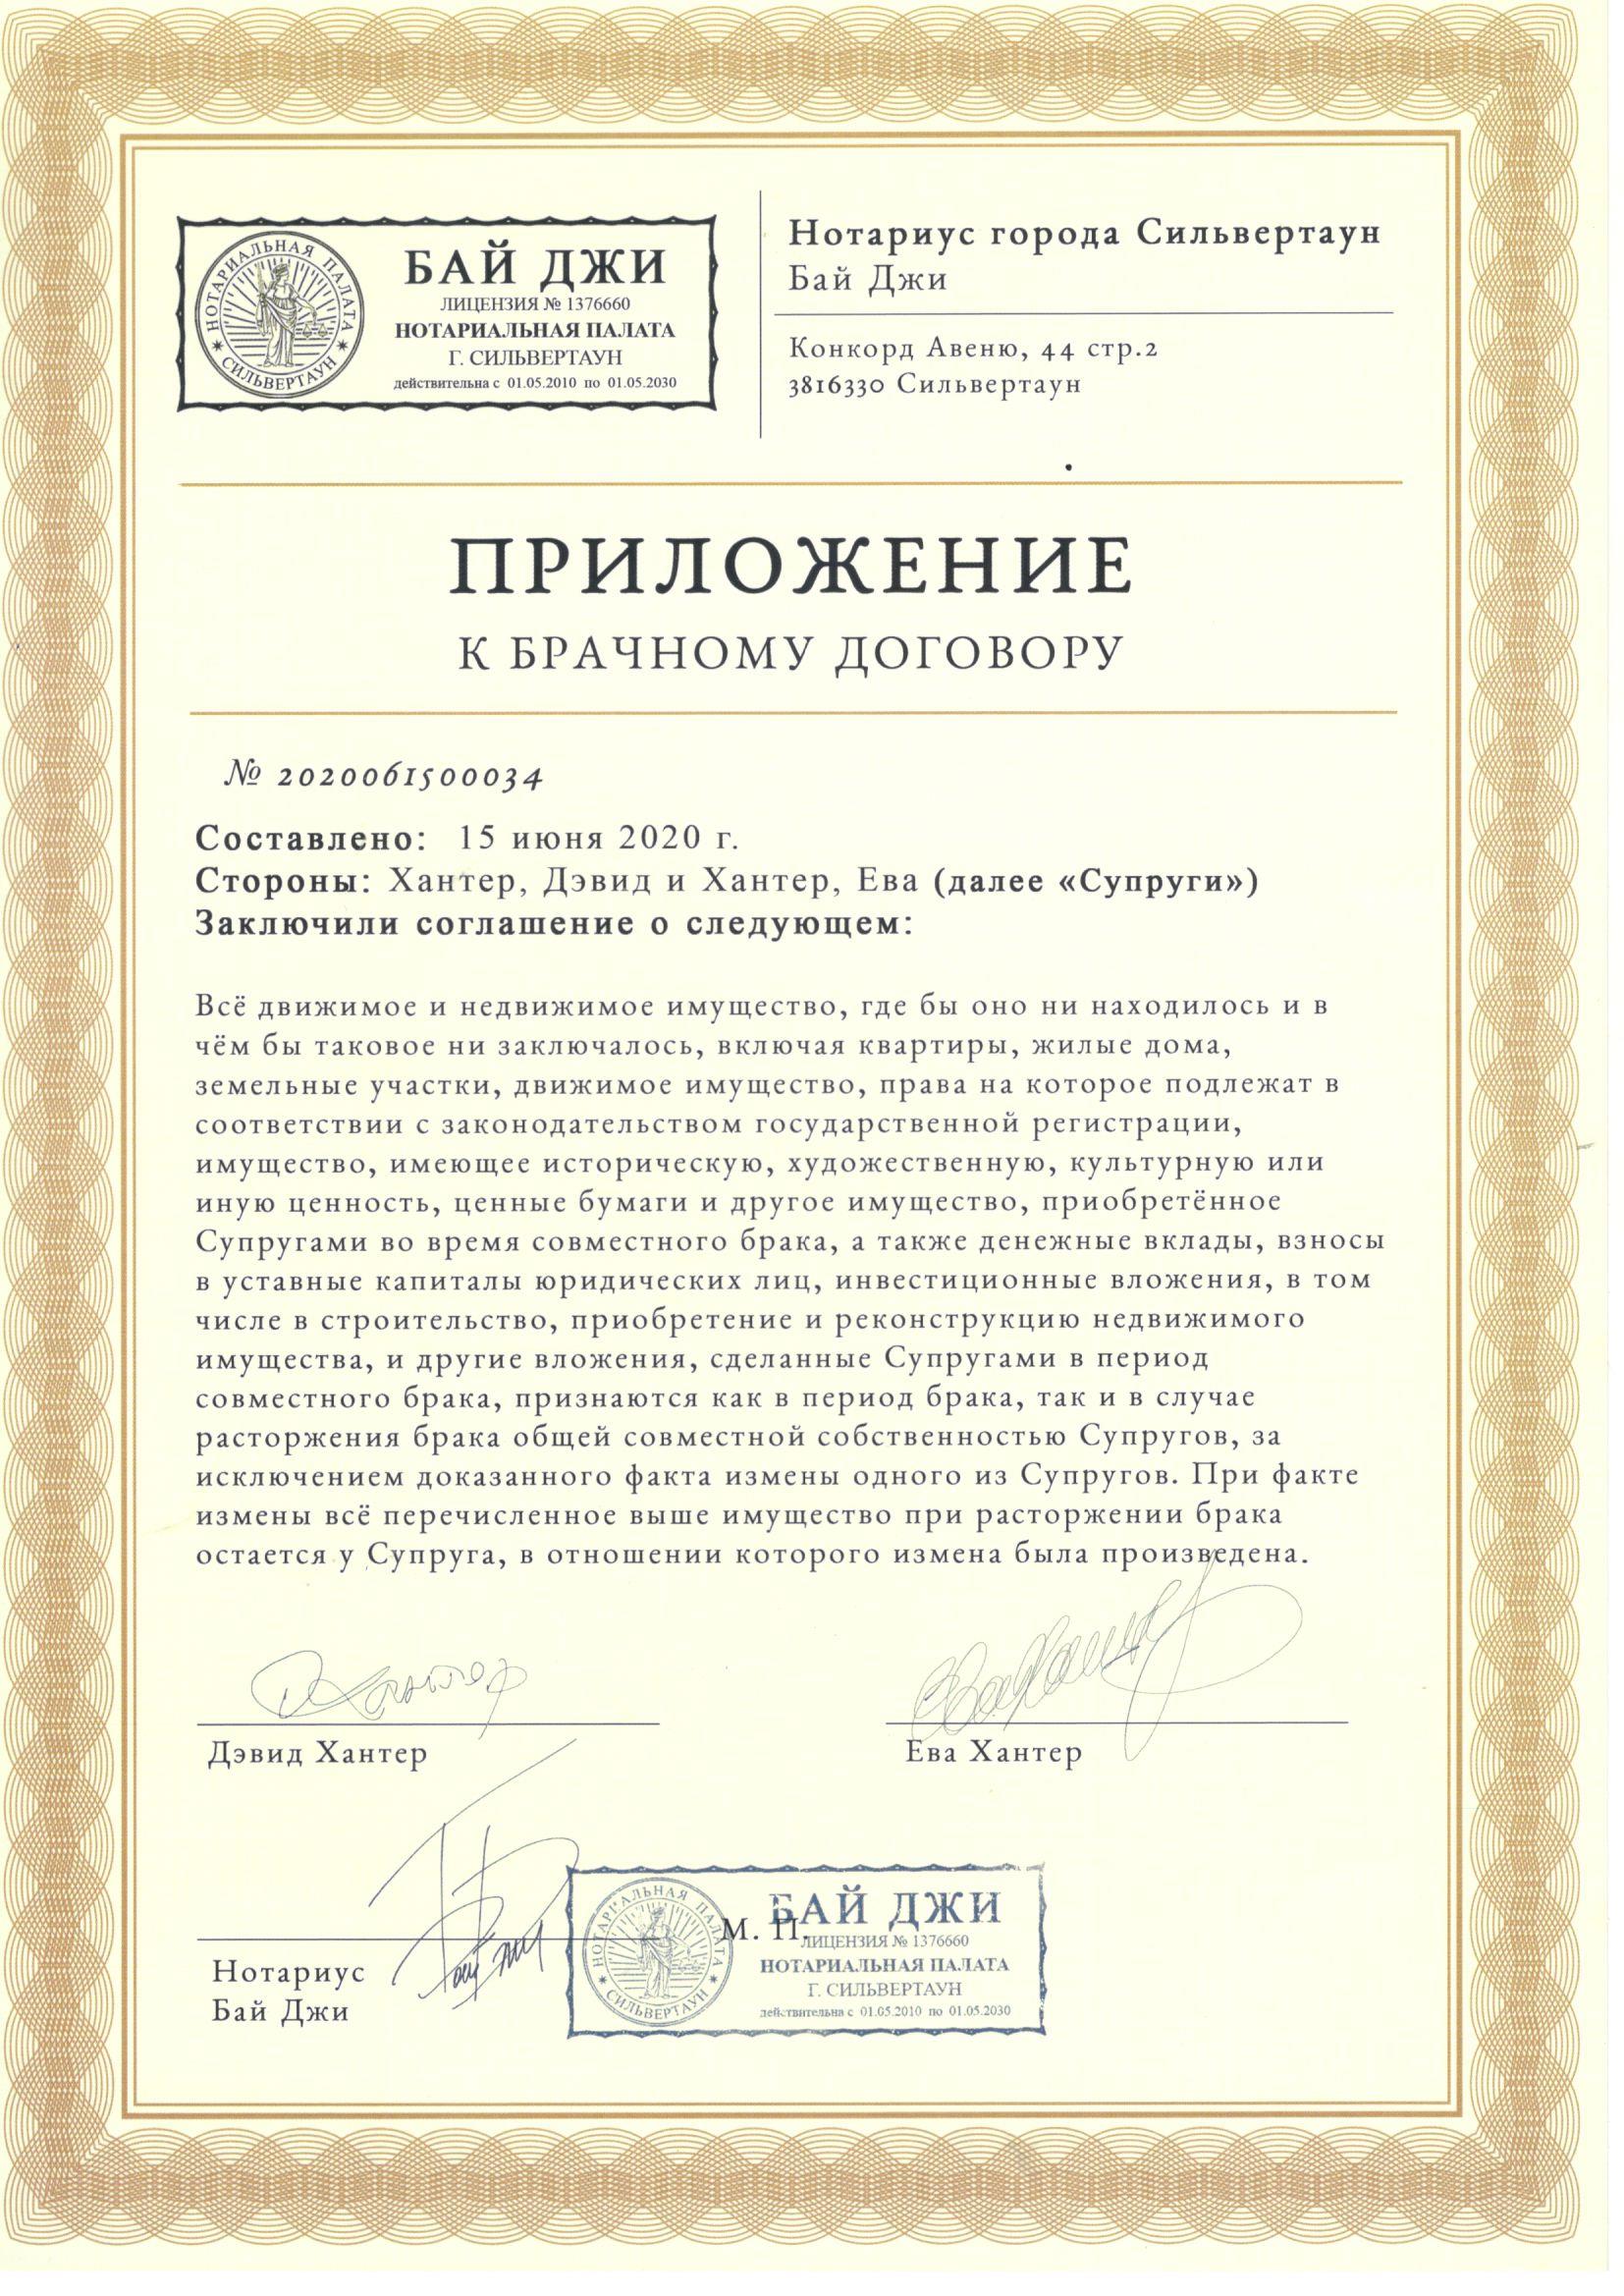 НОТАРИАЛЬНАЯ ПАЛАТА
* СИЛЬВЕРТАУН *
БАЙ ДЖИ
ЛИЦЕНЗИЯ № 1376660
НОТАРИАЛЬНАЯ ПАЛАТА
Г. СИЛЬВЕРТАУН
действительна с 01.05.2010 по 01.05.2030
Нотариус города Сильвертаун
Бай Джи
Конкорд Авеню, 44 стр.2
3816330 Сильвертаун
ПРИЛОЖЕНИЕ
К БРАЧНОМУ ДОГОВОРУ
№ 2020061500034
Составлено: 15 июня 2020 г.
Стороны: Хантер, Дэвид и Хантер, Ева (далее «Супруги»)
Заключили соглашение о следующем:
Всё движимое и недвижимое имущество, где бы оно ни находилось и в
чём бы таковое ни заключалось, включая квартиры, жилые дома,
земельные участки, движимое имущество, права на которое подлежат в
соответствии с законодательством государственной регистрации,
имущество, имеющее историческую, художественную, культурную или
иную ценность, ценные бумаги и другое имущество, приобретённое
Супругами во время совместного брака, а также денежные вклады, взносы
в уставные капиталы юридических лиц, инвестиционные вложения, в том
числе в строительство, приобретение и реконструкцию недвижимого
имущества, и другие вложения, сделанные Супругами в период
совместного брака, признаются как в период брака, так и в случае
расторжения брака общей совместной собственностью Супругов, за
исключением доказанного факта измены одного из Супругов. При факте
измены всё перечисленное выше имущество при расторжении брака
остается у Супруга, в отношении которого измена была произведена.
Дэвид Хантер
Ева Хантер
Нотариус
Бай Джи
М. П.
НОТАРИАЛЬНАЯ ПАЛАТА
* СИЛЬВЕРТАУН *
БАЙ ДЖИ
ЛИЦЕНЗИЯ № 1376660
НОТАРИАЛЬНАЯ ПАЛАТА
Г. СИЛЬВЕРТАУН
действительна с 01.05.2010 по 01.05.2030